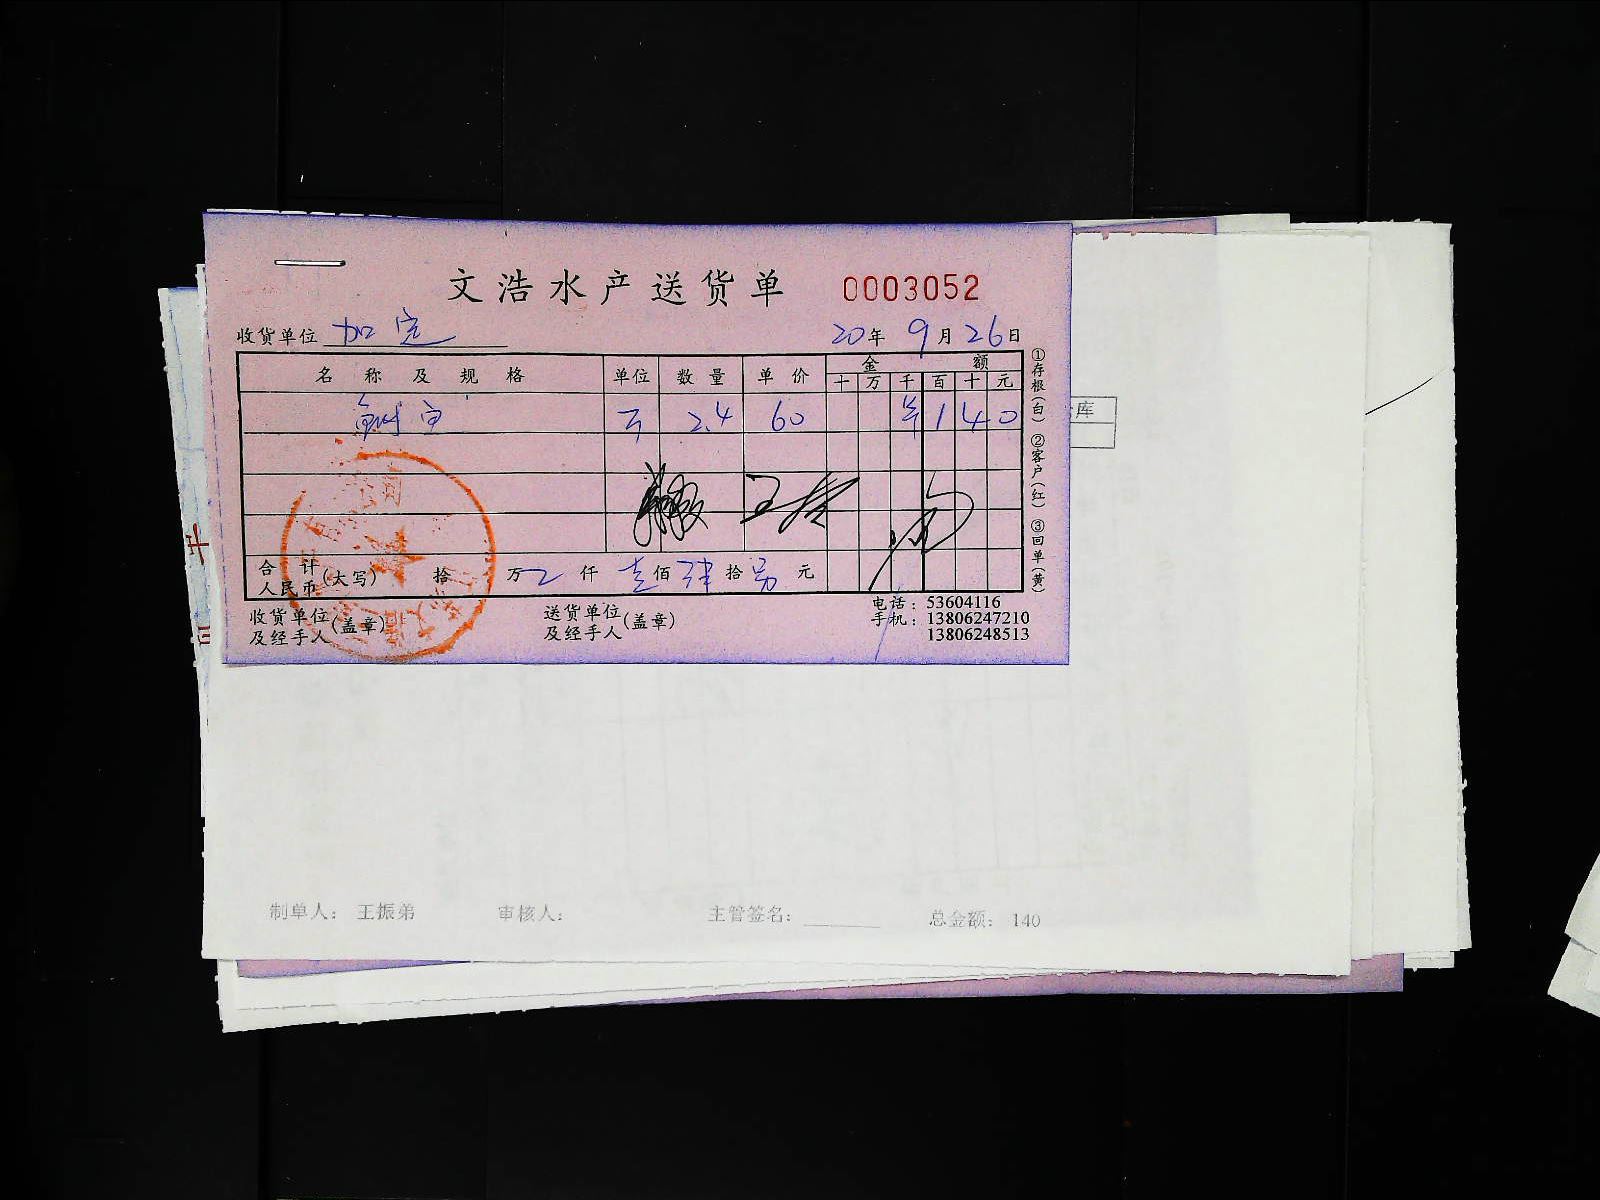 文浩水产送货单 0003052
收货单位 加定 20年9月26日
名称及规格 单位 数量 单价 金额
十 万 千 百 十 元
2.4 60 1 4 0
合计
人民币(大写) 拾 万 仟 壹佰肆拾 元
收货单位
及经手人(盖章)
送货单位
及经手人(盖章)
电话：53604116
手机：13806247210
13806248513
①存根(白) ②客户(红) ③回单(黄)
库
制单人： 王振弟 审核人： 主管签名： 总金额： 140